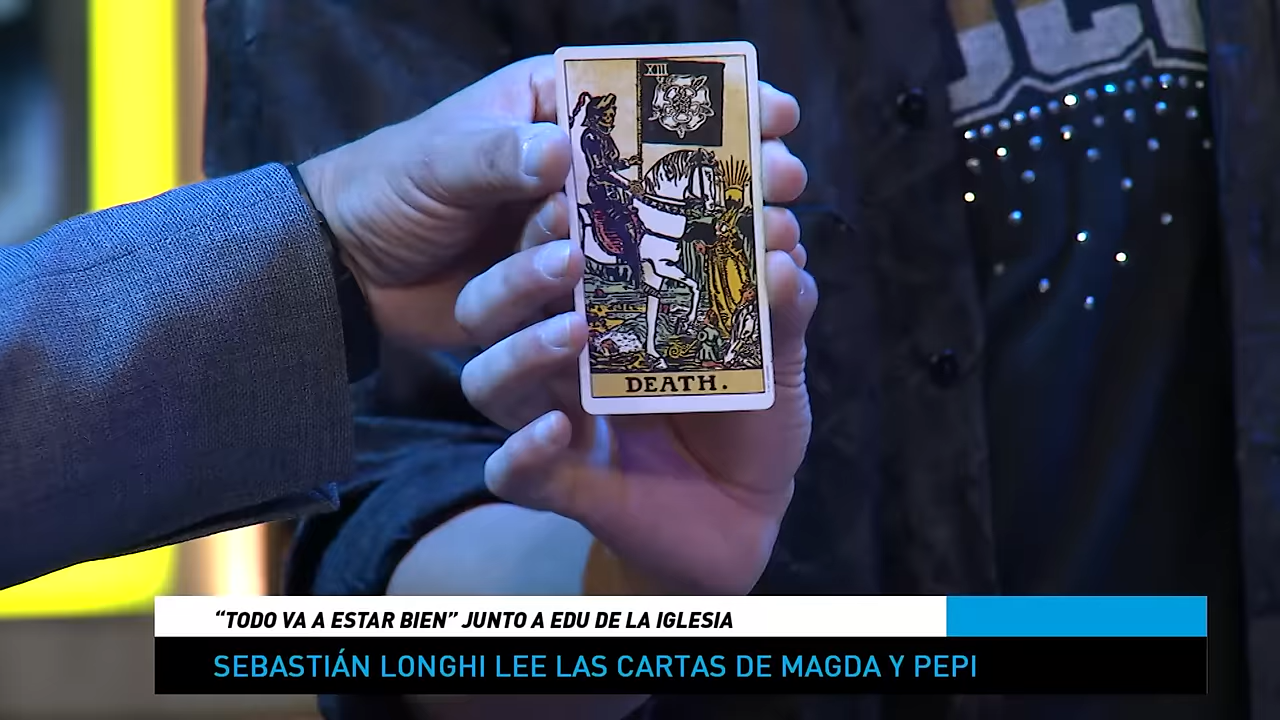 XIII
DEATH.
“TODO VA A ESTAR BIEN” JUNTO A EDU DE LA IGLESIA
SEBASTIÁN LONGHI LEE LAS CARTAS DE MAGDA Y PEPI